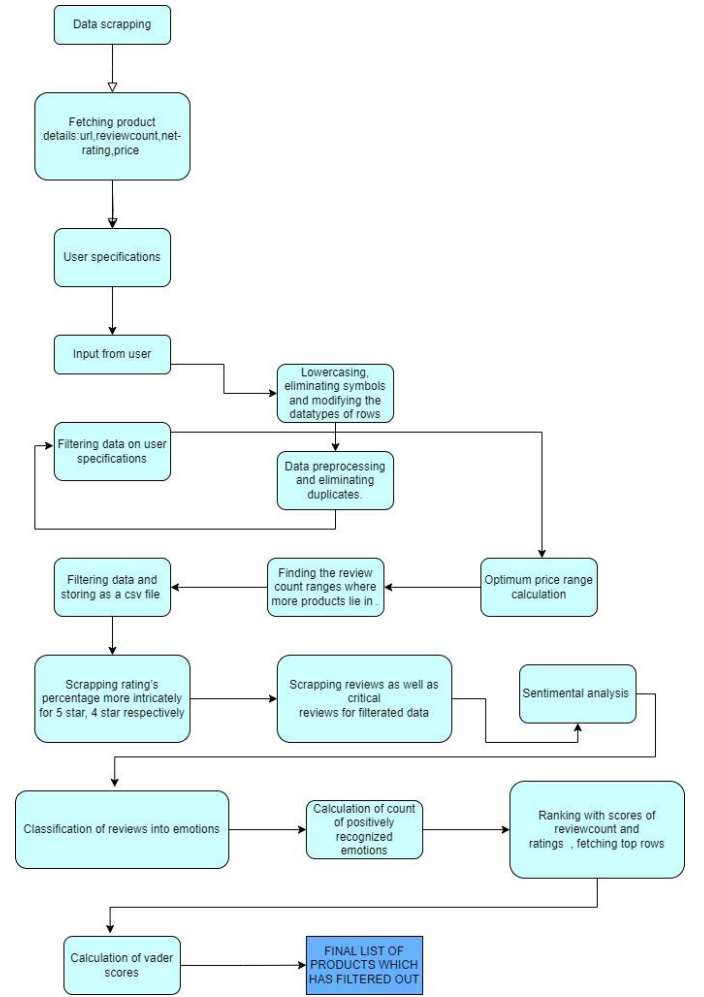 Data scrapping
Fetching product
details:url,reviewcount,net-
rating,price
User specifications
Input from user
Lowercasing,
eliminating symbols
and modifying the
datatypes of rows
Filtering data on user
specifications
Data preprocessing
and eliminating
duplicates.
Filtering data and
storing as a csv file
Finding the review
count ranges where
more products lie in .
Optimum price range
calculation
Scrapping rating's
percentage more intricately
for 5 star, 4 star respectively
Scrapping reviews as well as
critical
reviews for filterated data
Sentimental analysis
Classification of reviews into emotions
Calculation of count
of positively
recognized
emotions
Ranking with scores of
reviewcount and
ratings , fetching top rows
Calculation of vader
scores
FINAL LIST OF
PRODUCTS WHICH
HAS FILTERED OUT